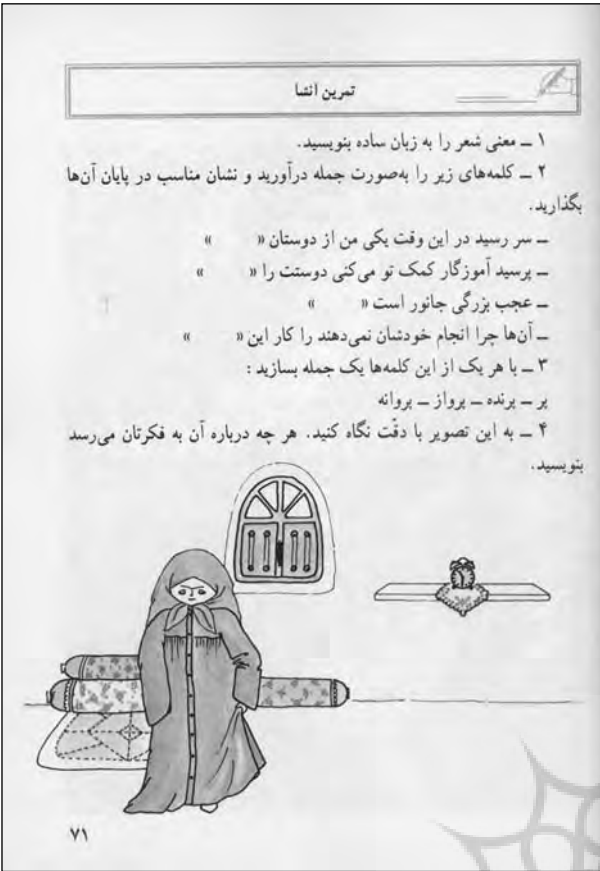 تمرین انشا
۱ ــ معنی شعر را به زبان ساده بنویسید.
۲ ــ کلمه‌های زیر را به‌صورت جمله درآورید و نشان مناسب در پایان آن‌ها
بگذارید.
ــ سر رسید در این وقت یکی من از دوستان «    »
ــ پرسید آموزگار کمک تو می‌کنی دوستت را «    »
ــ عجب بزرگی جانور است «    »
ــ آن‌ها چرا انجام خودشان نمی‌دهند را کار این «    »
۳ ــ با هر یک از این کلمه‌ها یک جمله بسازید :
پر ــ پرنده ــ پرواز ــ پروانه
۴ ــ به این تصویر با دقّت نگاه کنید. هر چه درباره آن به فکرتان می‌رسد
بنویسید.
۷۱